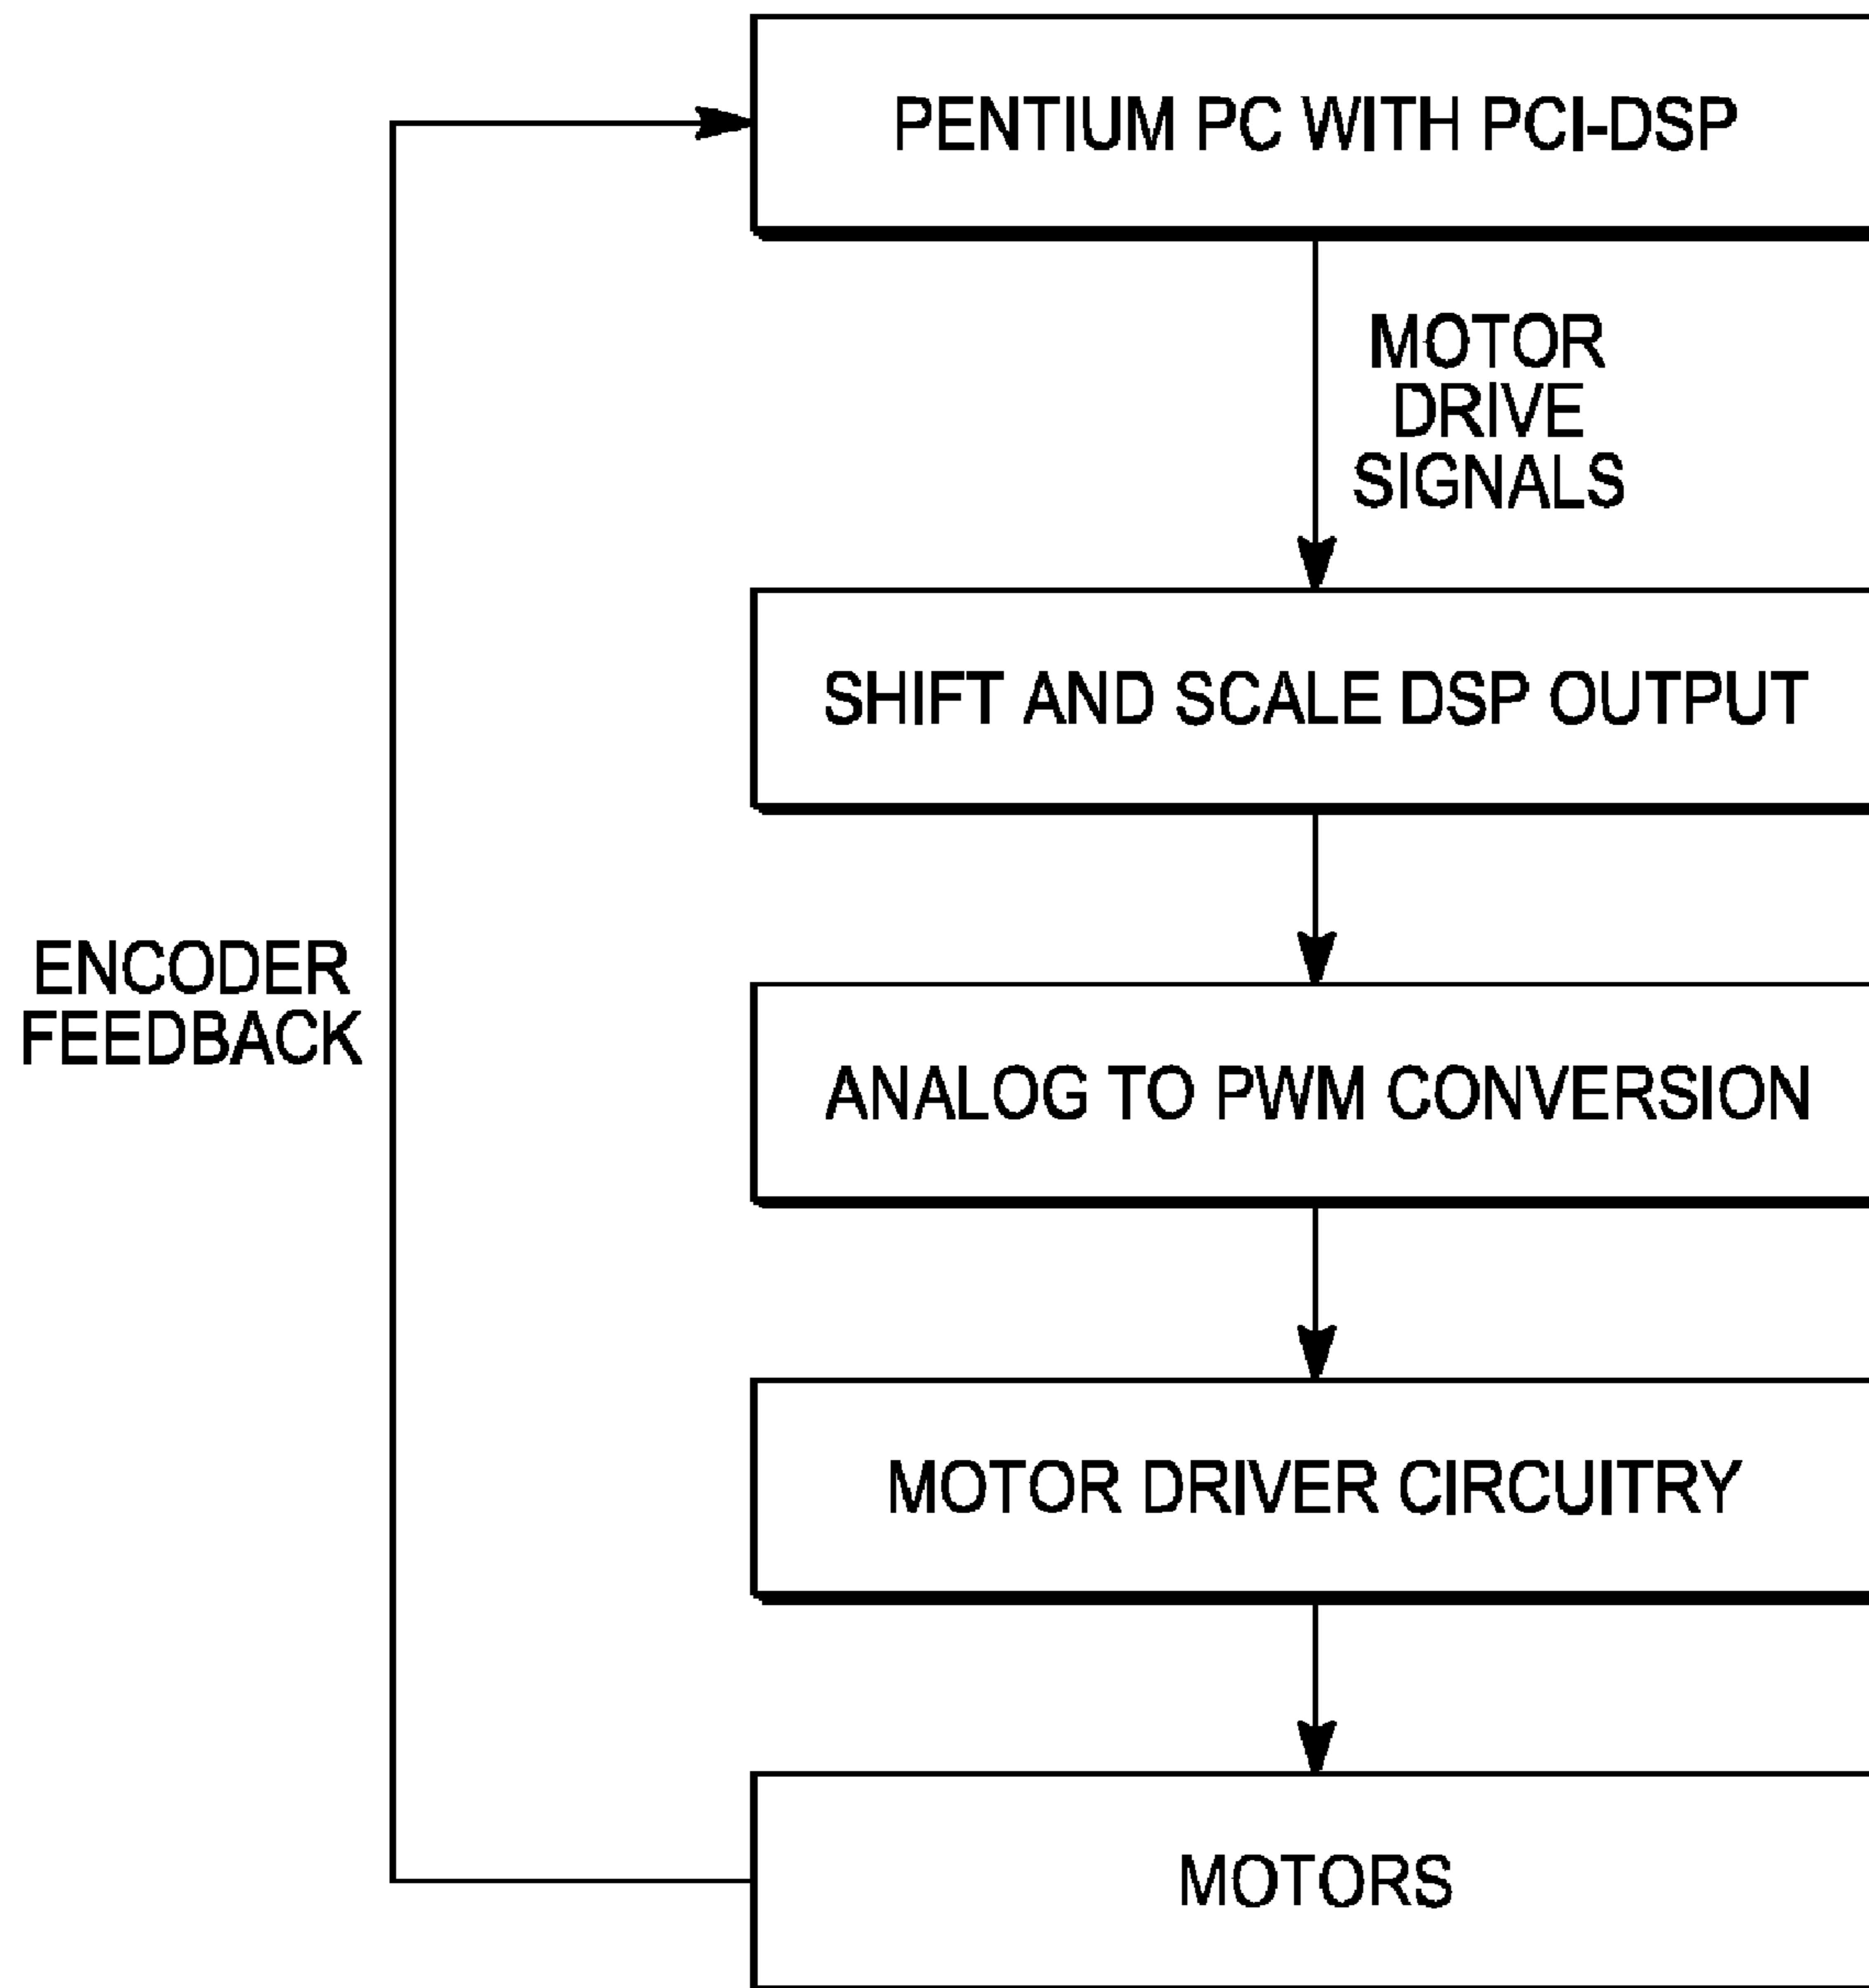 PENTIUM PC WITH PCI-DSP
MOTOR
DRIVE
SIGNALS
SHIFT AND SCALE DSP OUTPUT
ENCODER
FEEDBACK
ANALOG TO PWM CONVERSION
MOTOR DRIVER CIRCUITRY
MOTORS